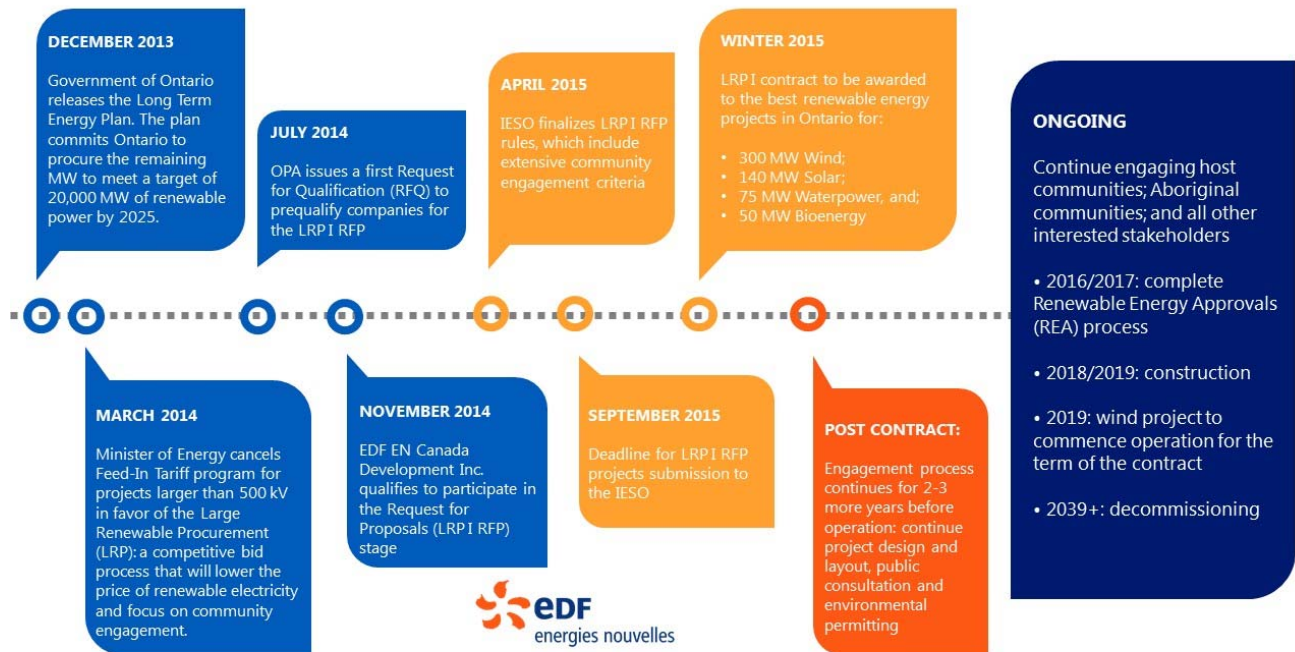 DECEMBER 2013
Government of Ontario
releases the Long Term
Energy Plan. The plan
commits Ontario to
procure the remaining
MW to meet a target of
20,000 MW of renewable
power by 2025.
MARCH 2014
Minister of Energy cancels
Feed-In Tariff program for
projects larger than 500 kV
in favor of the Large
Renewable Procurement
(LRP): a competitive bid
process that will lower the
price of renewable electricity
and focus on community
engagement.
JULY 2014
OPA issues a first Request
for Qualification (RFQ) to
prequalify companies for
the LRP I RFP
NOVEMBER 2014
EDF EN Canada
Development Inc.
qualifies to participate in
the Request for
Proposals (LRP I RFP)
stage
APRIL 2015
IESO finalizes LRP I RFP
rules, which include
extensive community
engagement criteria
SEPTEMBER 2015
Deadline for LRP I RFP
projects submission to
the IESO
WINTER 2015
LRP I contract to be awarded
to the best renewable energy
projects in Ontario for:
• 300 MW Wind;
• 140 MW Solar;
• 75 MW Waterpower, and;
• 50 MW Bioenergy
POST CONTRACT:
Engagement process
continues for 2-3
more years before
operation: continue
project design and
layout, public
consultation and
environmental
permitting
ONGOING
Continue engaging host
communities; Aboriginal
communities; and all other
interested stakeholders
• 2016/2017: complete
Renewable Energy Approvals
(REA) process
• 2018/2019: construction
• 2019: wind project to
commence operation for the
term of the contract
• 2039+: decommissioning
eDF
energies nouvelles